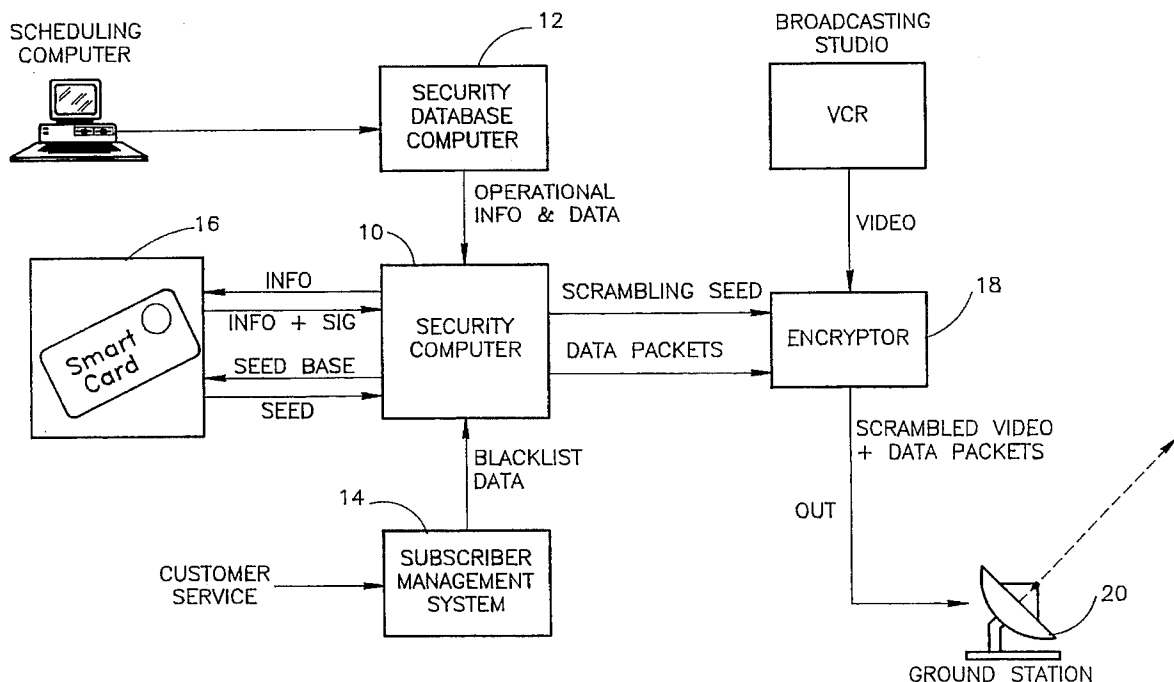 SCHEDULING
COMPUTER
12
SECURITY
DATABASE
COMPUTER
BROADCASTING
STUDIO
VCR
OPERATIONAL
INFO & DATA
VIDEO
16
Smart
Card
INFO
INFO + SIG
SEED BASE
SEED
10
SECURITY
COMPUTER
SCRAMBLING SEED
DATA PACKETS
18
ENCRYPTOR
BLACKLIST
DATA
SCRAMBLED VIDEO
+ DATA PACKETS
OUT
14
CUSTOMER
SERVICE
SUBSCRIBER
MANAGEMENT
SYSTEM
20
GROUND STATION